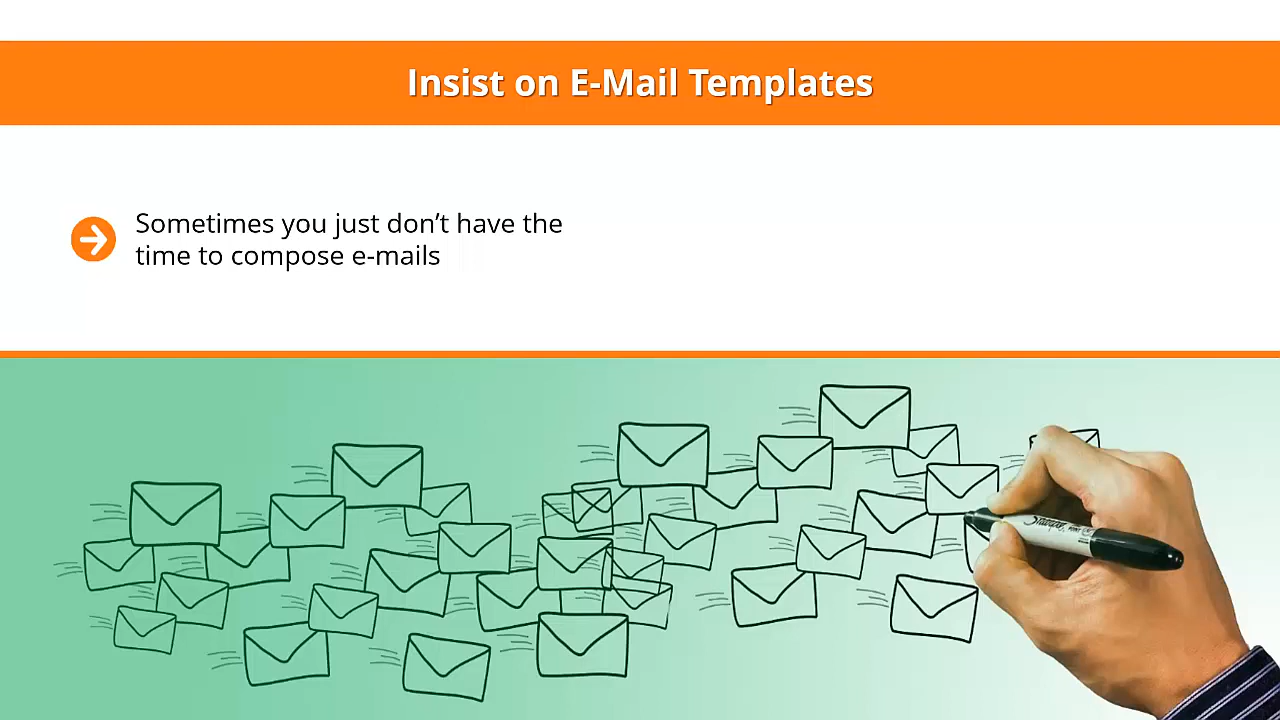 Insist on E-Mail Templates
Sometimes you just don’t have the
time to compose e-mails